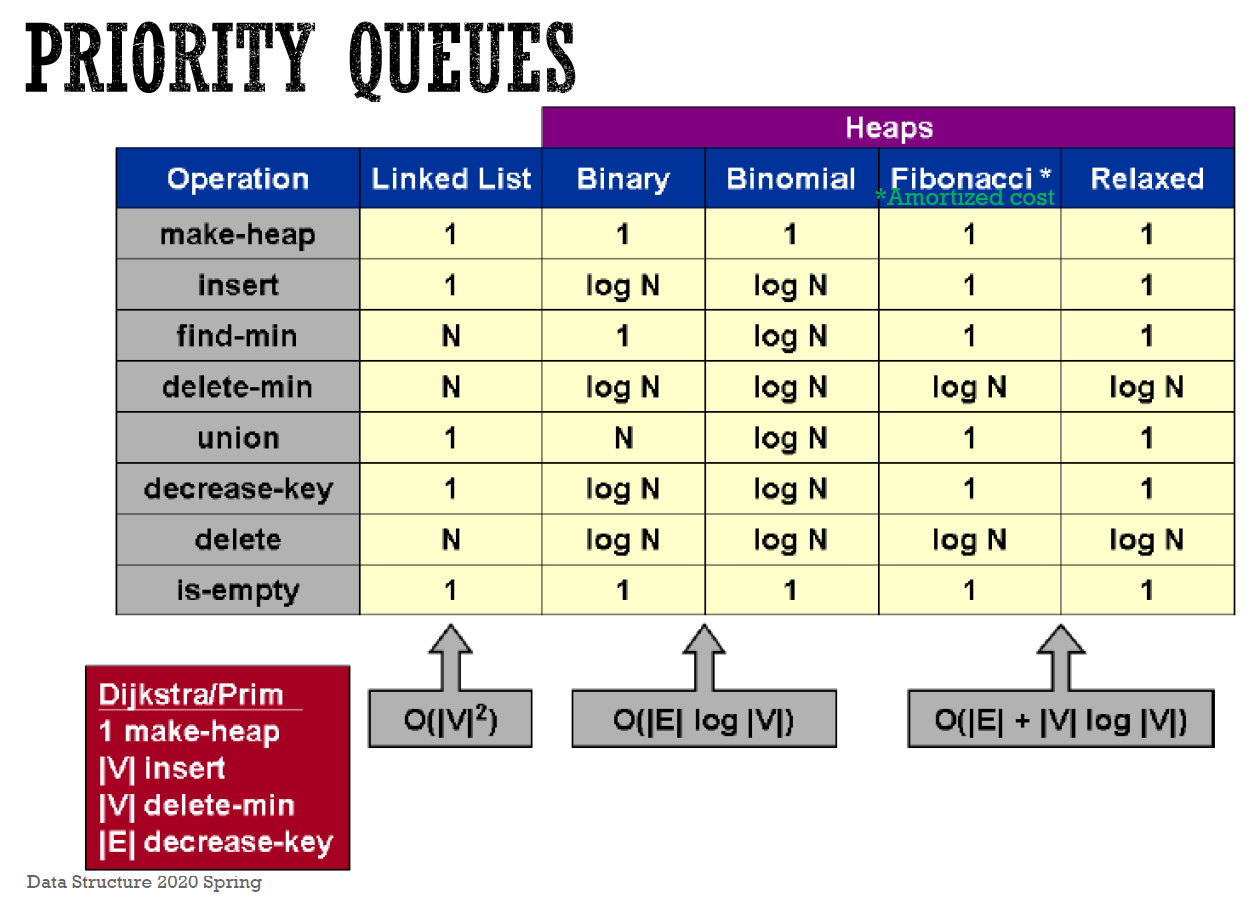 PRIORITY QUEUES
Heaps
Operation Linked List Binary Binomial Fibonacci * Relaxed
*Amortized cost
make-heap 1 1 1 1 1
insert 1 log N log N 1 1
find-min N 1 log N 1 1
delete-min N log N log N log N log N
union 1 N log N 1 1
decrease-key 1 log N log N 1 1
delete N log N log N log N log N
is-empty 1 1 1 1 1
Dijkstra/Prim
1 make-heap
|V| insert
|V| delete-min
|E| decrease-key
O(|V|²)
O(|E| log |V|)
O(|E| + |V| log |V|)
Data Structure 2020 Spring